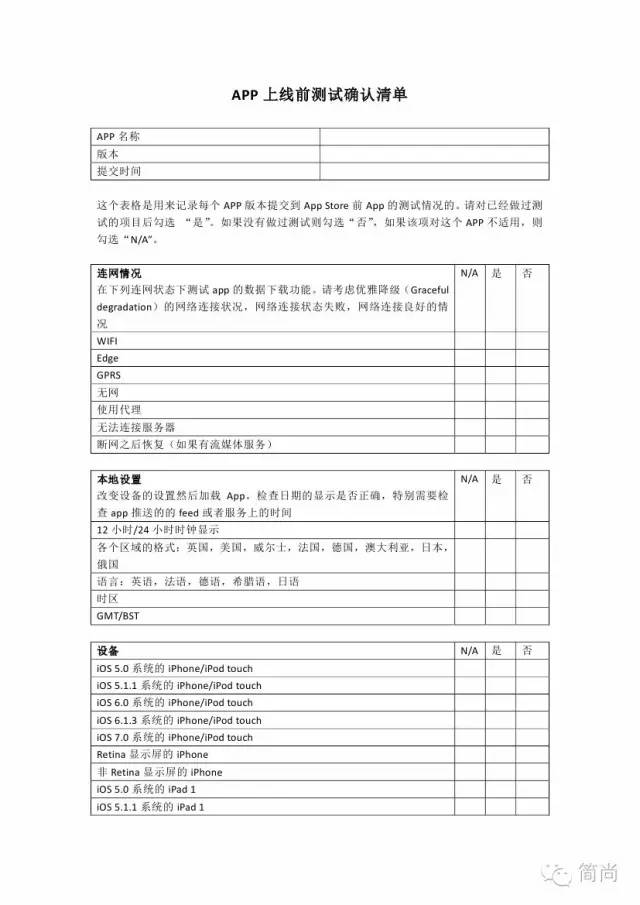 APP 上线前测试确认清单
APP 名称
版本
提交时间
这个表格是用来记录每个 APP 版本提交到 App Store 前 App 的测试情况的。请对已经做过测
试的项目后勾选 “是”。如果没有做过测试则勾选“否”，如果该项对这个 APP 不适用，则
勾选“N/A”。
连网情况 N/A 是 否
在下列连网状态下测试 app 的数据下载功能。请考虑优雅降级（Graceful
degradation）的网络连接状况，网络连接状态失败，网络连接良好的情
况
WIFI
Edge
GPRS
无网
使用代理
无法连接服务器
断网之后恢复（如果有流媒体服务）
本地设置 N/A 是 否
改变设备的设置然后加载 App。检查日期的显示是否正确，特别需要检
查 app 推送的的 feed 或者服务上的时间
12 小时/24 小时时钟显示
各个区域的格式：英国，美国，威尔士，法国，德国，澳大利亚，日本，
俄国
语言：英语，法语，德语，希腊语，日语
时区
GMT/BST
设备 N/A 是 否
iOS 5.0 系统的 iPhone/iPod touch
iOS 5.1.1 系统的 iPhone/iPod touch
iOS 6.0 系统的 iPhone/iPod touch
iOS 6.1.3 系统的 iPhone/iPod touch
iOS 7.0 系统的 iPhone/iPod touch
Retina 显示屏的 iPhone
非 Retina 显示屏的 iPhone
iOS 5.0 系统的 iPad 1
iOS 5.1.1 系统的 iPad 1
简尚